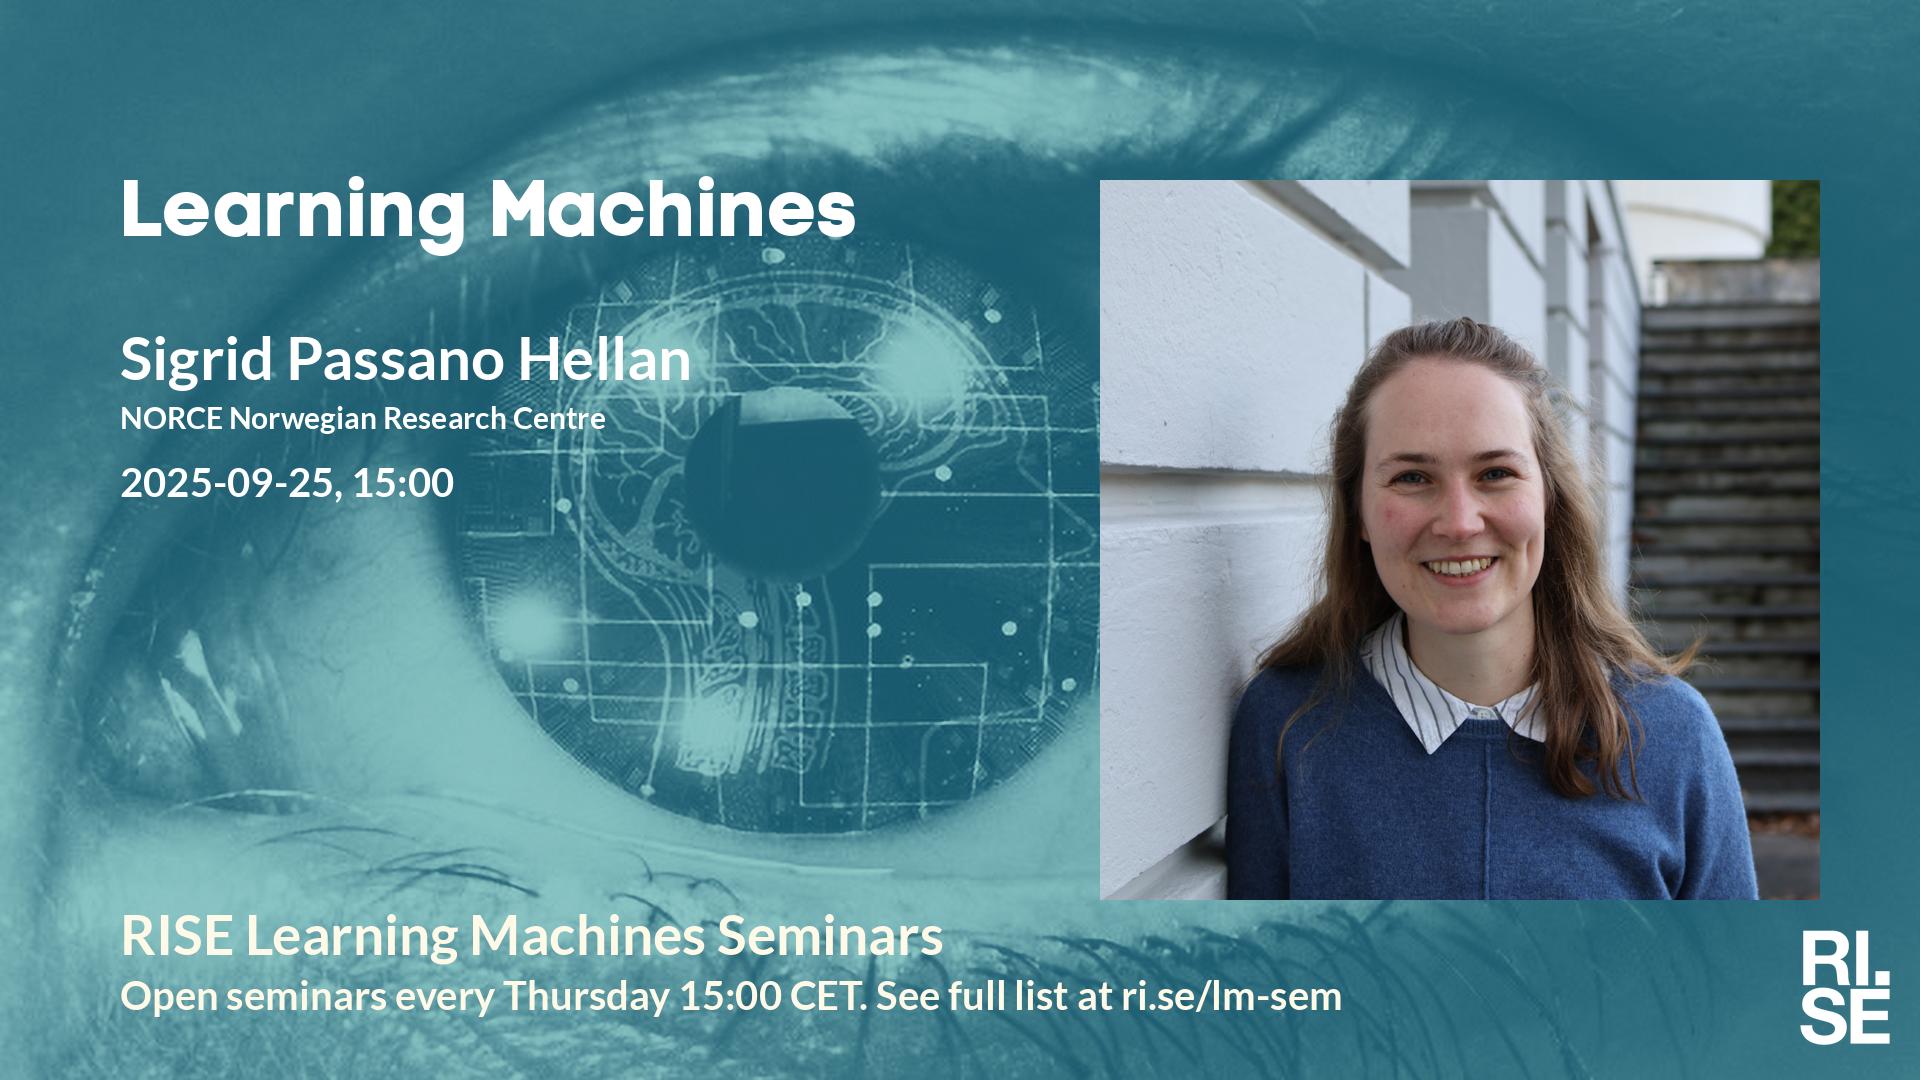 Learning Machines
Sigrid Passano Hellan
NORCE Norwegian Research Centre
2025-09-25, 15:00
RISE Learning Machines Seminars
Open seminars every Thursday 15:00 CET. See full list at ri.se/lm-sem
RI.
SE